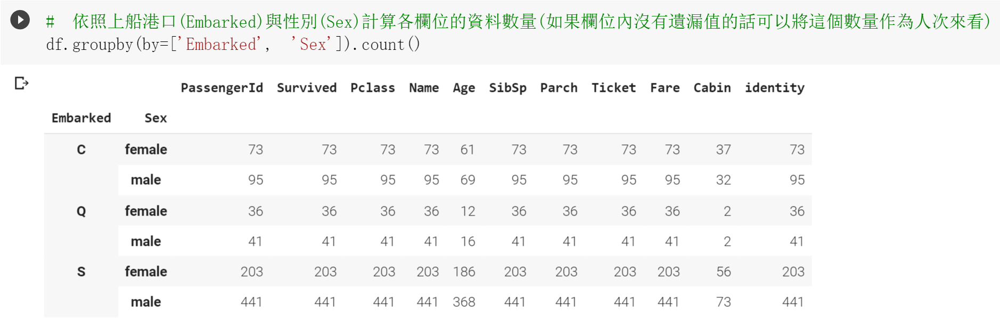 #  依照上船港口(Embarked)與性別(Sex)計算各欄位的資料數量(如果欄位內沒有遺漏值的話可以將這個數量作為人次來看)
df.groupby(by=['Embarked',  'Sex']).count()
PassengerId Survived Pclass Name Age SibSp Parch Ticket Fare Cabin identity
Embarked Sex
C female 73 73 73 73 61 73 73 73 73 37 73
male 95 95 95 95 69 95 95 95 95 32 95
Q female 36 36 36 36 12 36 36 36 36 2 36
male 41 41 41 41 16 41 41 41 41 2 41
S female 203 203 203 203 186 203 203 203 203 56 203
male 441 441 441 441 368 441 441 441 441 73 441